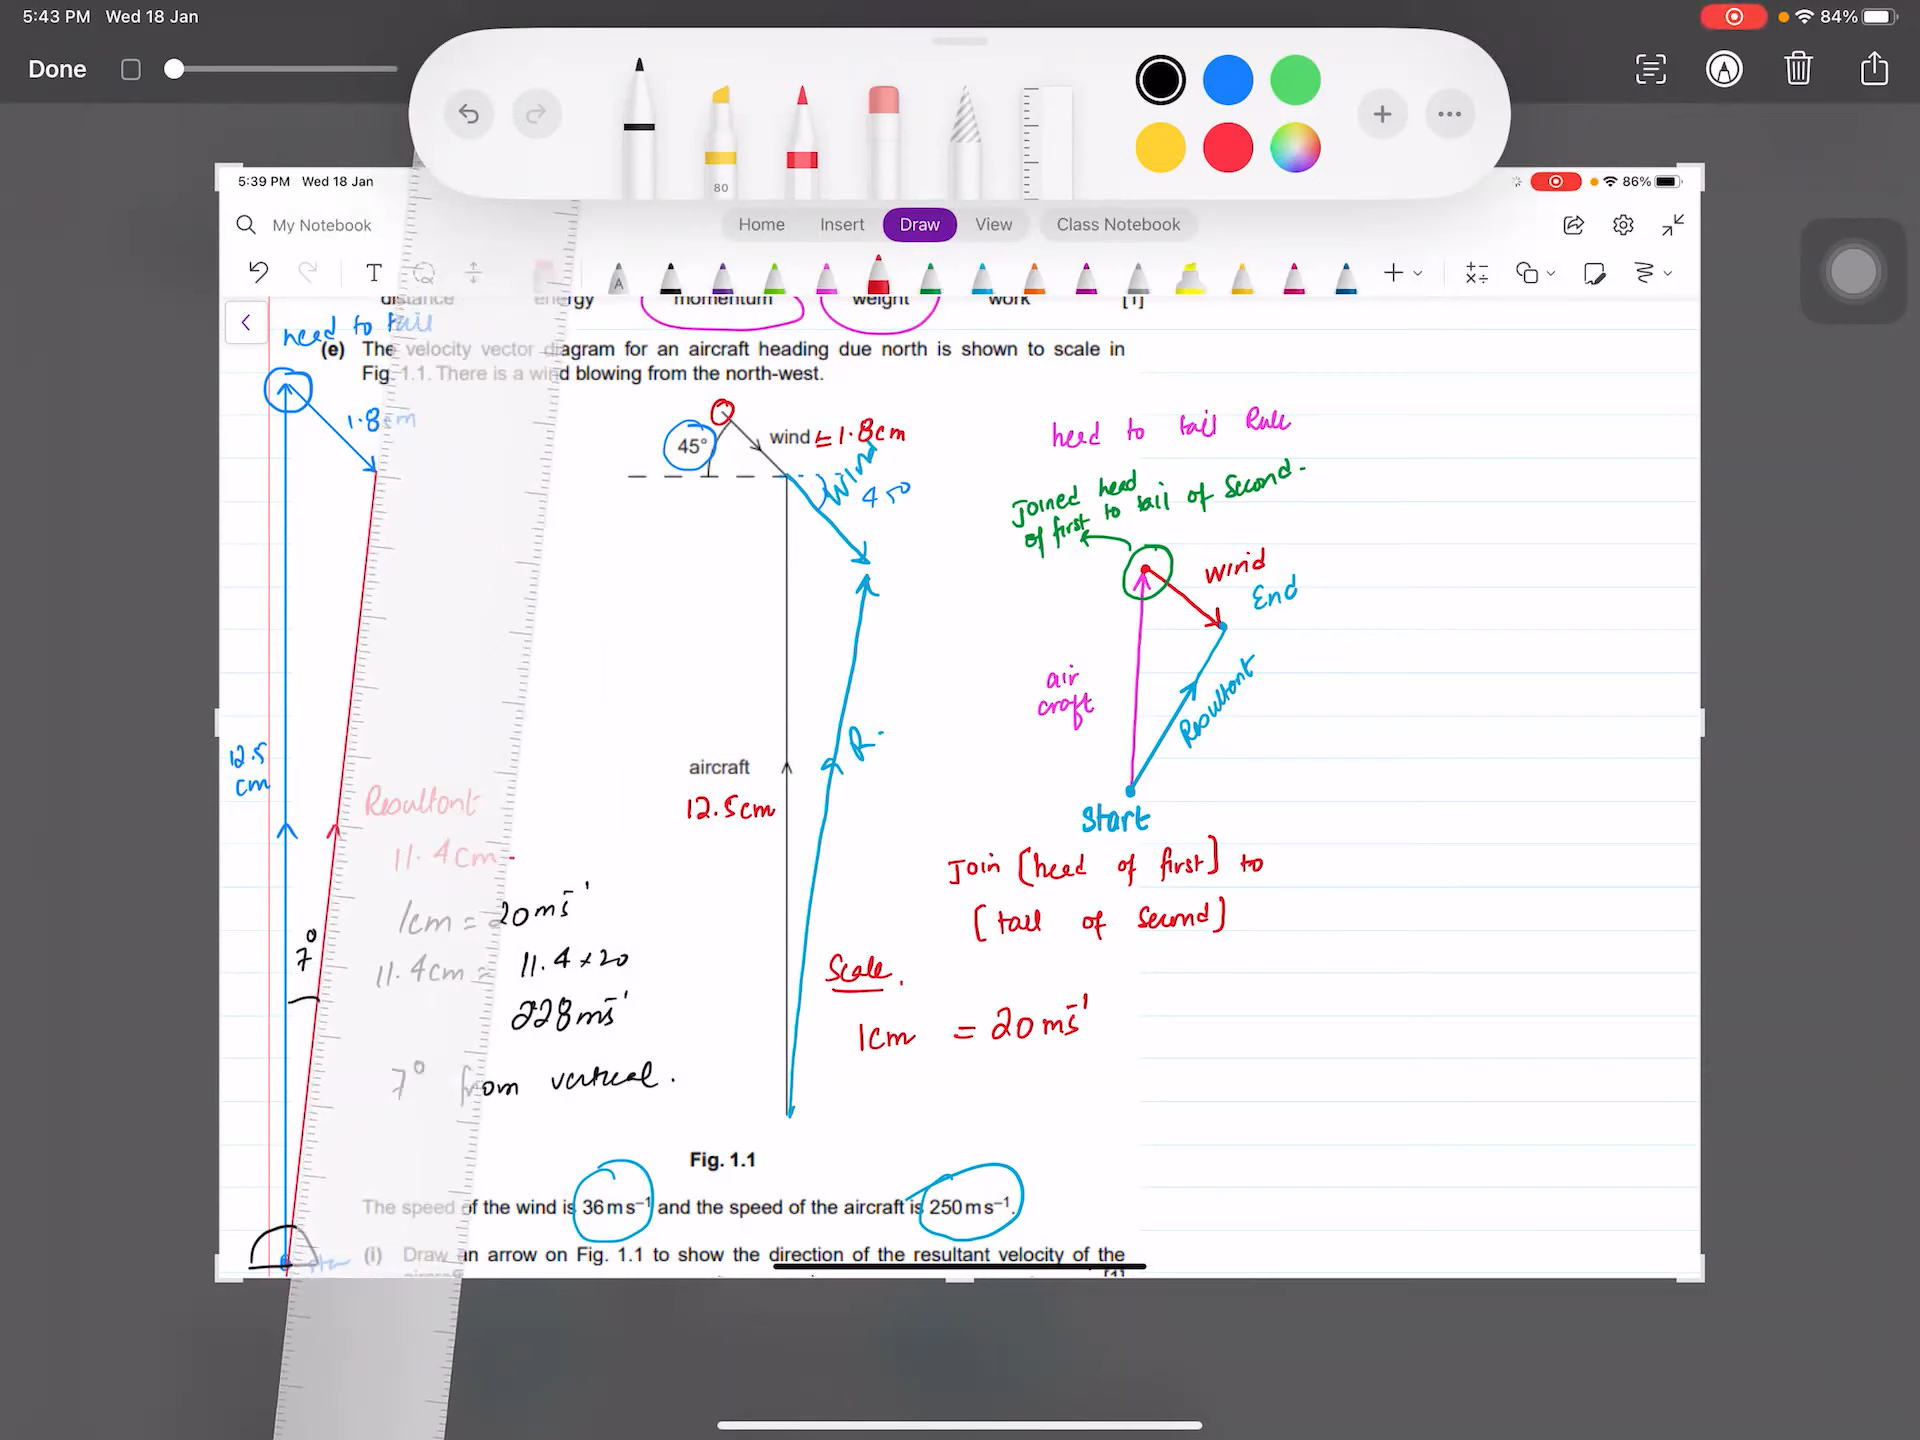 5:43 PM Wed 18 Jan
84%
Done
80
5:39 PM Wed 18 Jan
86%
My Notebook
Home Insert Draw View Class Notebook
T
A
distance energy momentum weight work [1]
head to tail
(e) The velocity vector diagram for an aircraft heading due north is shown to scale in
Fig. 1.1. There is a wind blowing from the north-west.
1.8cm
45°
wind = 1.8cm
wind
45°
head to tail Rule
Joined head
of first to tail of Second.
wind
End
air
craft
Resultant
Start
12.5
cm
aircraft
12.5cm
R.
Resultant
11.4cm
1cm = 20ms⁻¹
11.4cm = 11.4×20
228ms⁻¹
7°
7° from vertical.
Join [head of first] to
[tail of second]
Scale.
1cm = 20ms⁻¹
Fig. 1.1
The speed of the wind is 36 m s⁻¹ and the speed of the aircraft is 250 m s⁻¹.
(i) Draw an arrow on Fig. 1.1 to show the direction of the resultant velocity of the